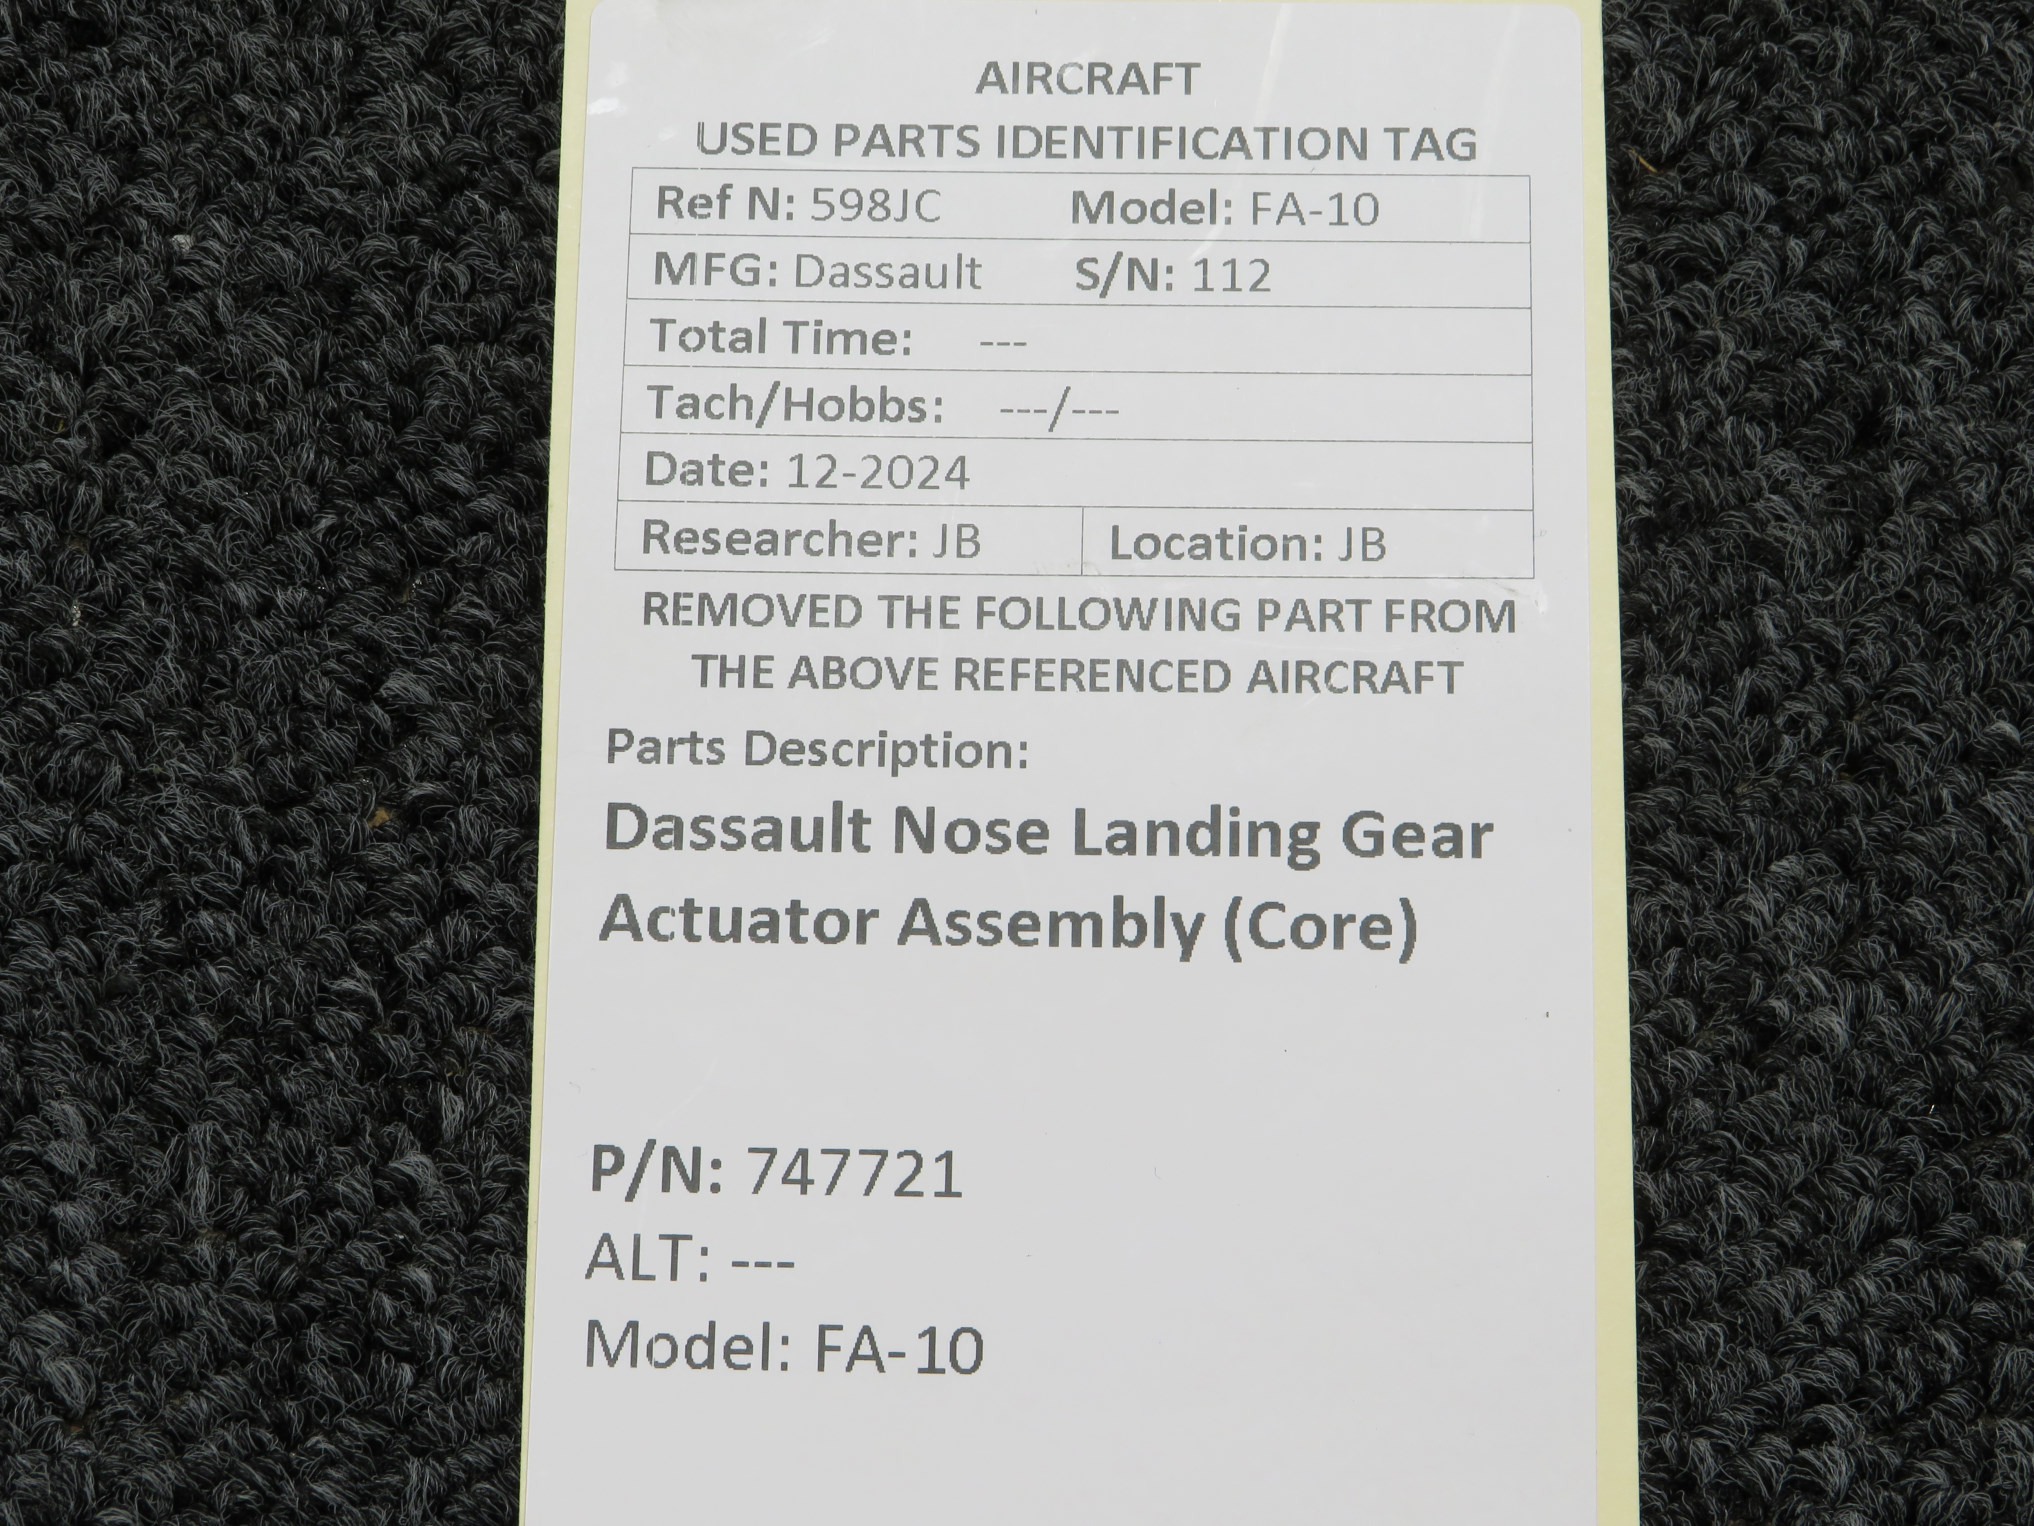 AIRCRAFT
USED PARTS IDENTIFICATION TAG
Ref N: 598JC Model: FA-10
MFG: Dassault S/N: 112
Total Time: ---
Tach/Hobbs: ---/---
Date: 12-2024
Researcher: JB Location: JB
REMOVED THE FOLLOWING PART FROM
THE ABOVE REFERENCED AIRCRAFT
Parts Description:
Dassault Nose Landing Gear
Actuator Assembly (Core)
P/N: 747721
ALT: ---
Model: FA-10